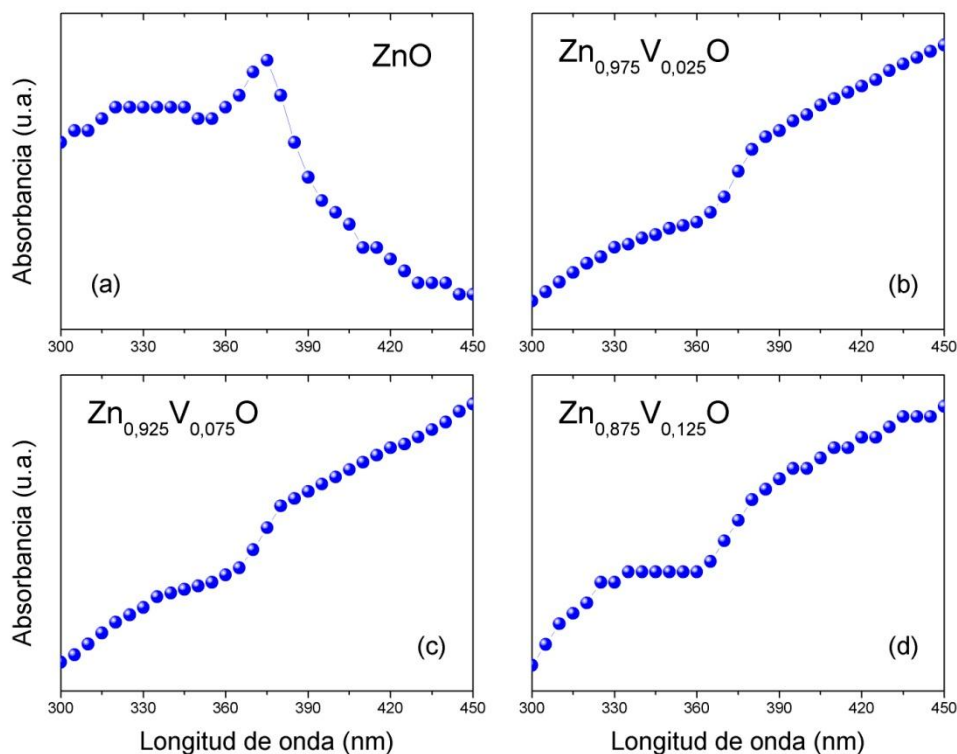 ZnO
Absorbancia (u.a.)
(a)
300 330 360 390 420 450
Zn0,975V0,025O
(b)
300 330 360 390 420 450
Zn0,925V0,075O
Absorbancia (u.a.)
(c)
300 330 360 390 420 450
Longitud de onda (nm)
Zn0,875V0,125O
(d)
300 330 360 390 420 450
Longitud de onda (nm)